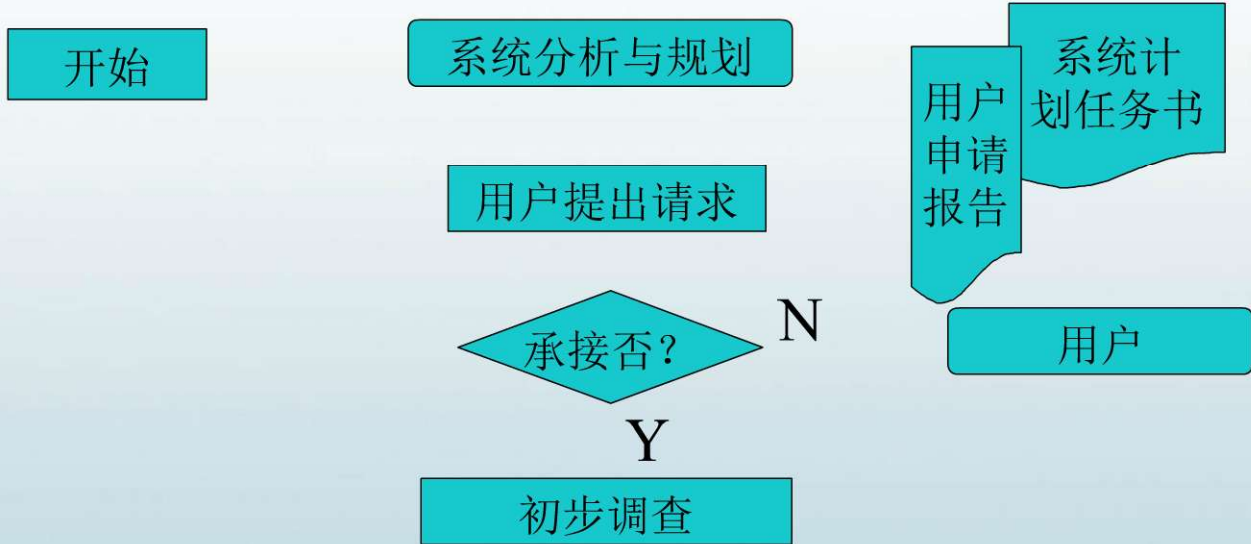 开始
系统分析与规划
系统计
划任务书
用户
申请
报告
用户提出请求
承接否？
N
用户
Y
初步调查